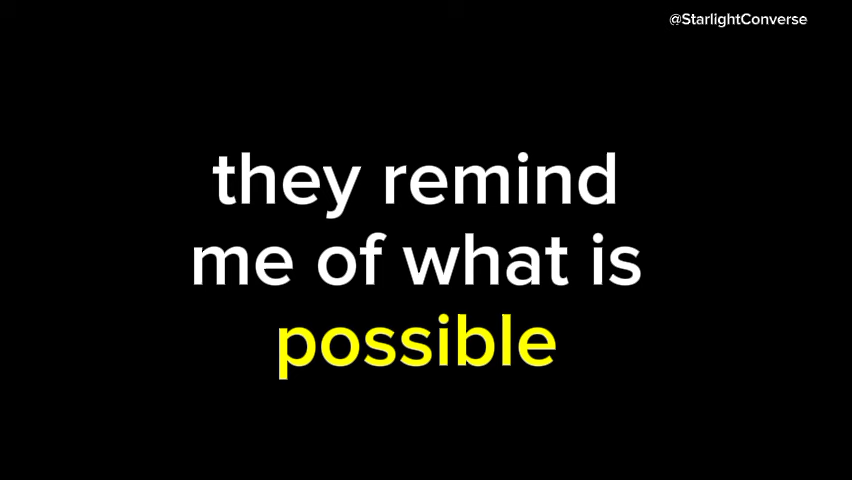 @StarlightConverse
they remind
me of what is
possible